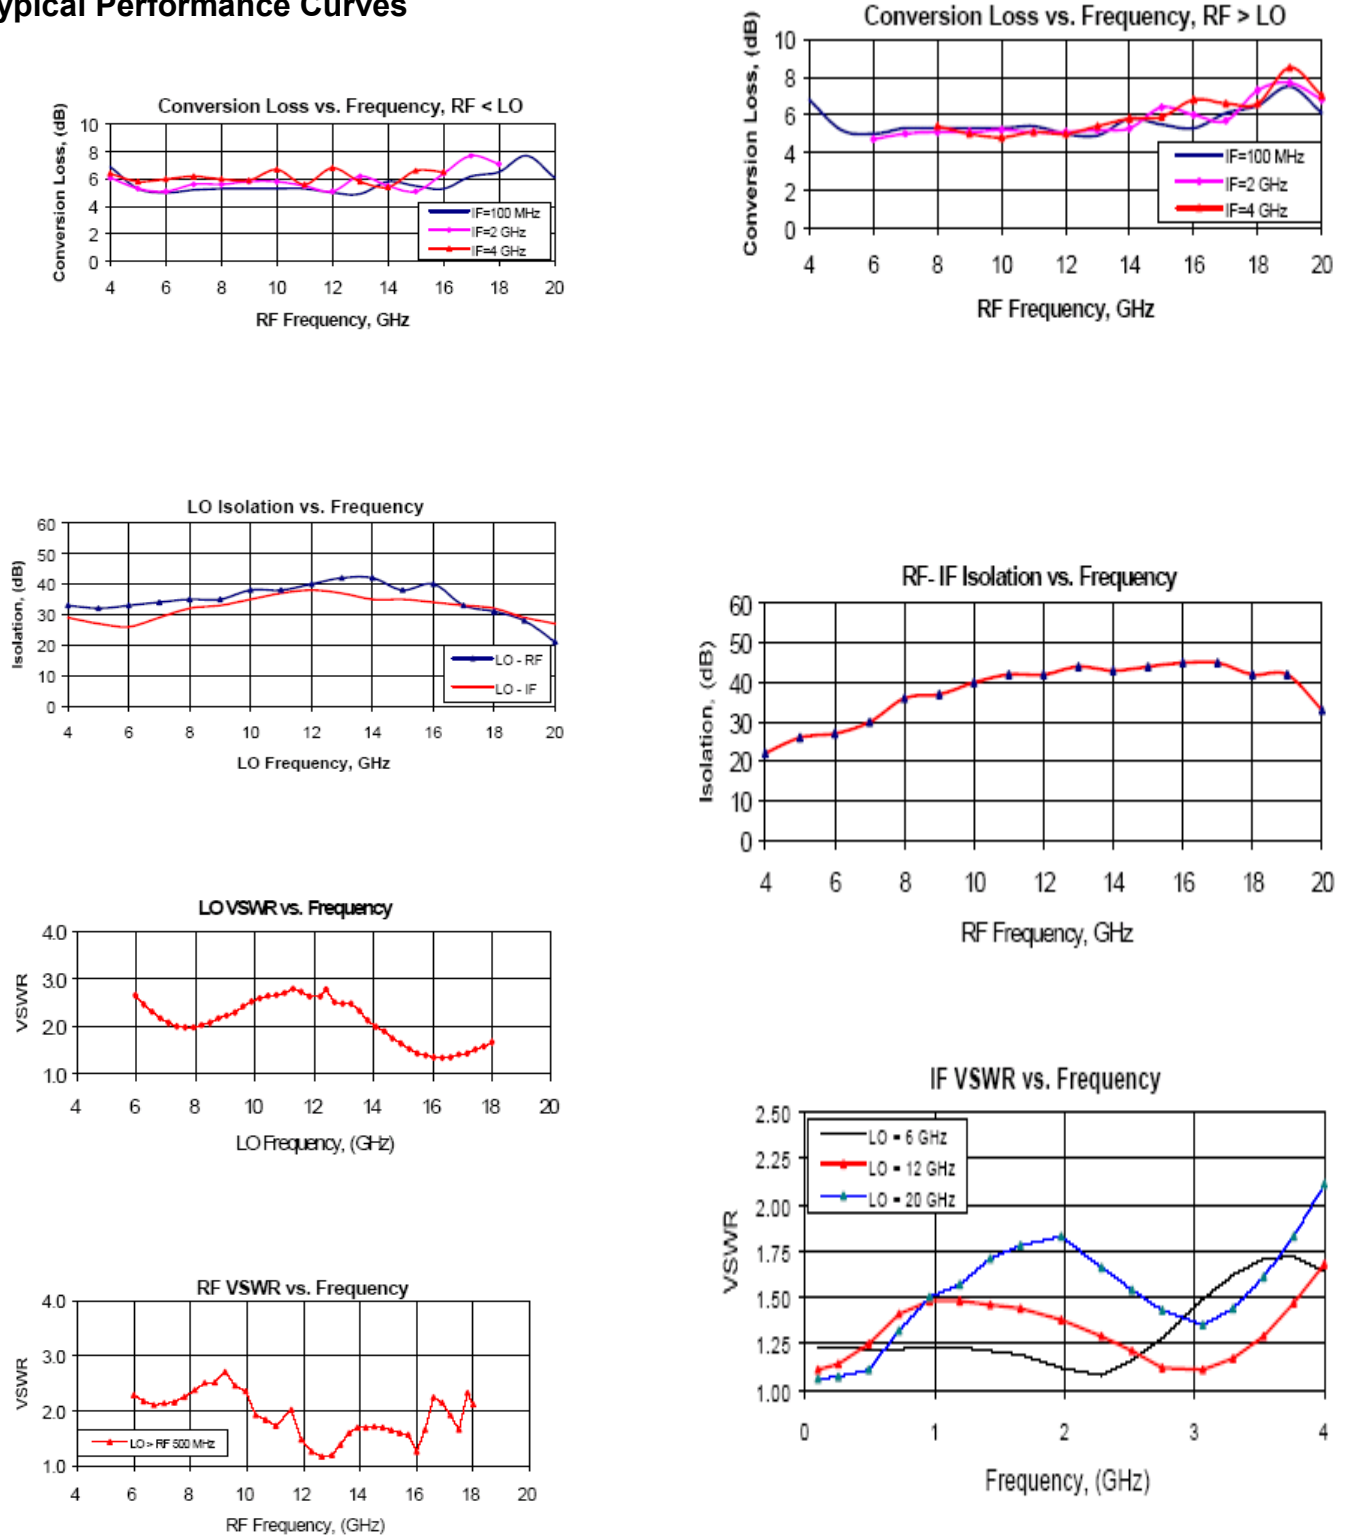 ypical Performance Curves
Conversion Loss vs. Frequency, RF < LO
Conversion Loss, (dB)
10
8
6
4
2
0
IF=100 MHz
IF=2 GHz
IF=4 GHz
4 6 8 10 12 14 16 18 20
RF Frequency, GHz
Conversion Loss vs. Frequency, RF > LO
Conversion Loss, (dB)
10
8
6
4
2
0
IF=100 MHz
IF=2 GHz
IF=4 GHz
4 6 8 10 12 14 16 18 20
RF Frequency, GHz
LO Isolation vs. Frequency
Isolation, (dB)
60
50
40
30
20
10
0
LO - RF
LO - IF
4 6 8 10 12 14 16 18 20
LO Frequency, GHz
RF- IF Isolation vs. Frequency
Isolation, (dB)
60
50
40
30
20
10
0
4 6 8 10 12 14 16 18 20
RF Frequency, GHz
LO VSWR vs. Frequency
VSWR
4.0
3.0
2.0
1.0
4 6 8 10 12 14 16 18 20
LO Frequency, (GHz)
IF VSWR vs. Frequency
VSWR
2.50
2.25
2.00
1.75
1.50
1.25
1.00
LO = 6 GHz
LO = 12 GHz
LO = 20 GHz
0 1 2 3 4
Frequency, (GHz)
RF VSWR vs. Frequency
VSWR
4.0
3.0
2.0
1.0
LO > RF 500 MHz
4 6 8 10 12 14 16 18 20
RF Frequency, (GHz)